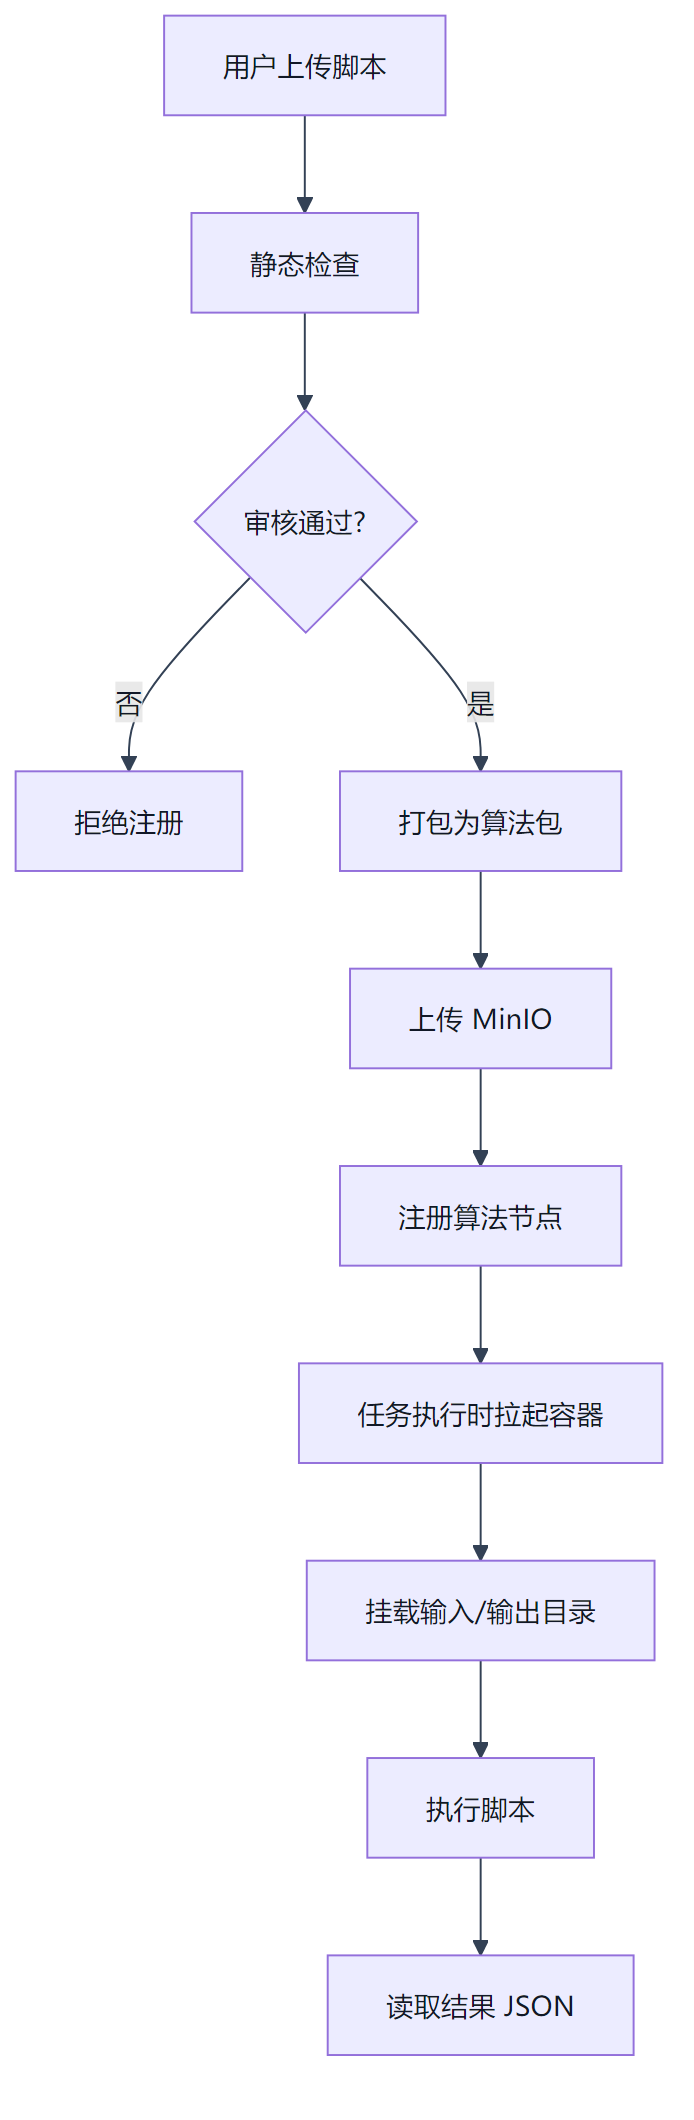 用户上传脚本
静态检查
审核通过?
否
是
拒绝注册
打包为算法包
上传 MinIO
注册算法节点
任务执行时拉起容器
挂载输入/输出目录
执行脚本
读取结果 JSON